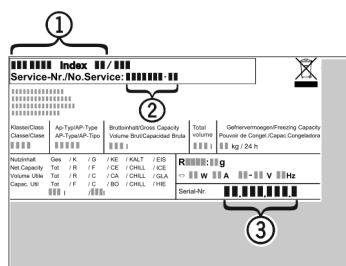 1
Index /
Service-Nr./No.Service: -
2
Klasse/Class Ap-Typ/AP-Type Bruttoinhalt/Gross Capacity Total Gefriervermoegen/Freezing Capacity
Classe/Clase AP-Type/AP-Tipo Volume Brut/Capacidad Bruta volume Pouvoir de Congel./Capac.Congeladora
l l kg / 24 h
Nutzinhalt Ges / K / G / KE / KALT / EIS
Net.Capacity Tot / R / F / CE / CHILL / ICE
Volume Utile Tot / R / C / CA / CHILL / GLA
Capac. Util Tot / F / C / BO / CHILL / HIE
l / l
R : g
W A - V Hz
Serial-Nr. , , ,
3